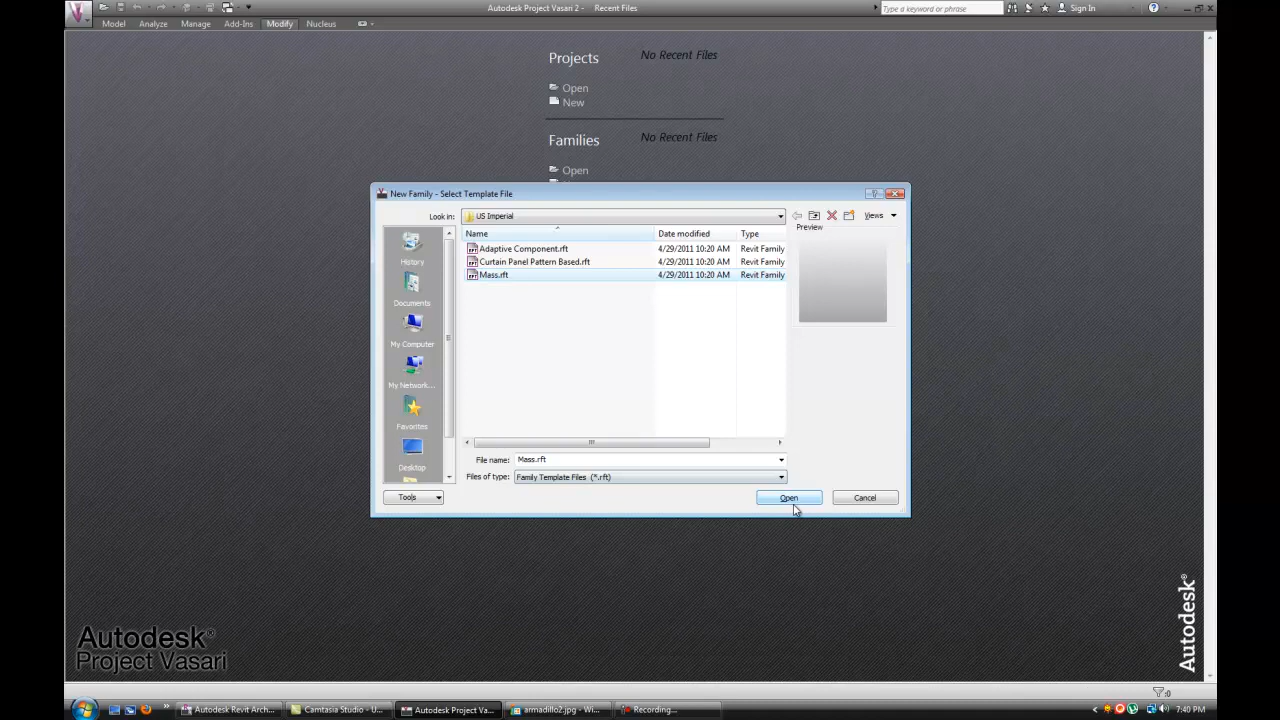 Autodesk Project Vasari 2 - Recent Files
Type a keyword or phrase
Sign In
Model Analyze Manage Add-Ins Modify Nucleus
Projects No Recent Files
Open
New
Families No Recent Files
Open
New Family - Select Template File
Look in: US Imperial Views
Name Date modified Type Preview
Adaptive Component.rft 4/29/2011 10:20 AM Revit Family
Curtain Panel Pattern Based.rft 4/29/2011 10:20 AM Revit Family
Mass.rft 4/29/2011 10:20 AM Revit Family
History
Documents
My Computer
My Network...
Favorites
Desktop
File name: Mass.rft
Files of type: Family Template Files (*.rft)
Tools Open Cancel
Autodesk®
Project Vasari
Autodesk®
:0
Autodesk Revit Arch... Camtasia Studio - U... Autodesk Project Va... armadillo2.jpg - Wi... Recording... 7:40 PM